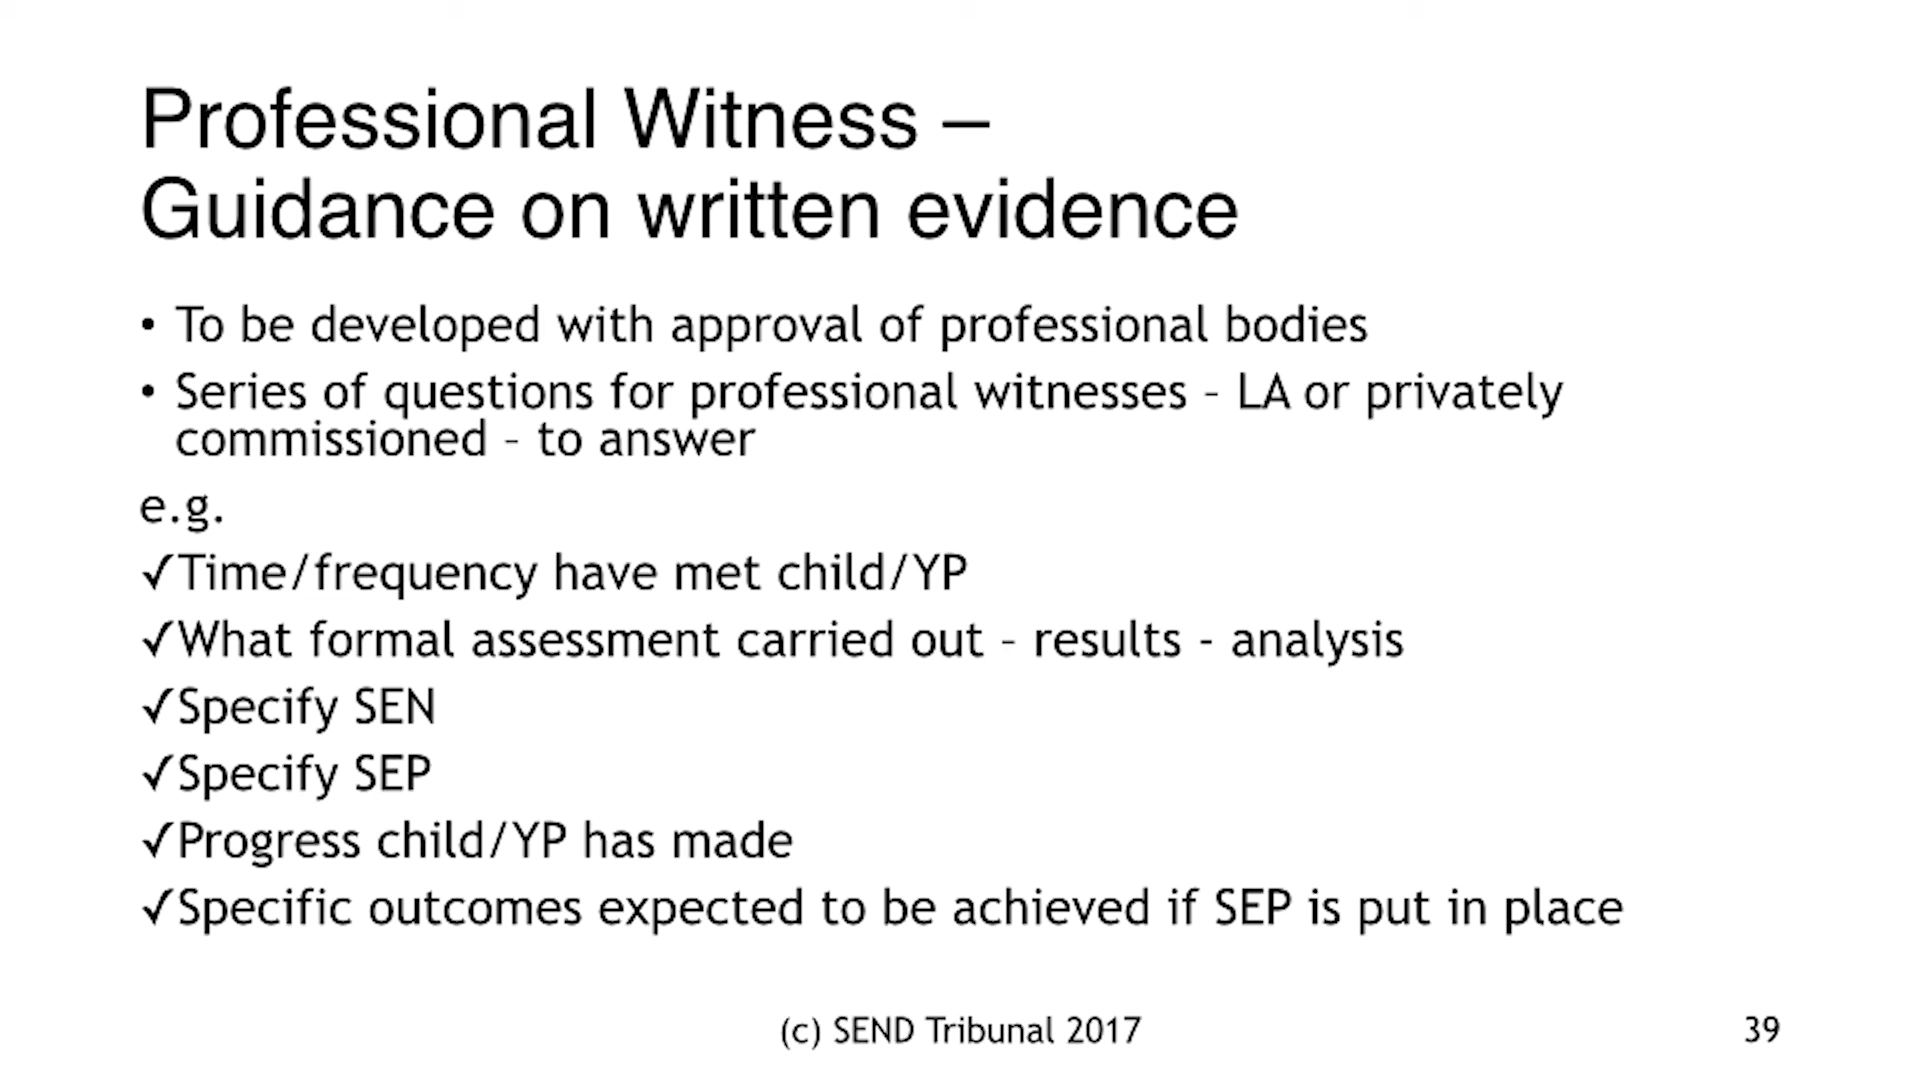 Professional Witness –
Guidance on written evidence
• To be developed with approval of professional bodies
• Series of questions for professional witnesses – LA or privately
commissioned – to answer
e.g.
✓Time/frequency have met child/YP
✓What formal assessment carried out – results - analysis
✓Specify SEN
✓Specify SEP
✓Progress child/YP has made
✓Specific outcomes expected to be achieved if SEP is put in place
(c) SEND Tribunal 2017
39